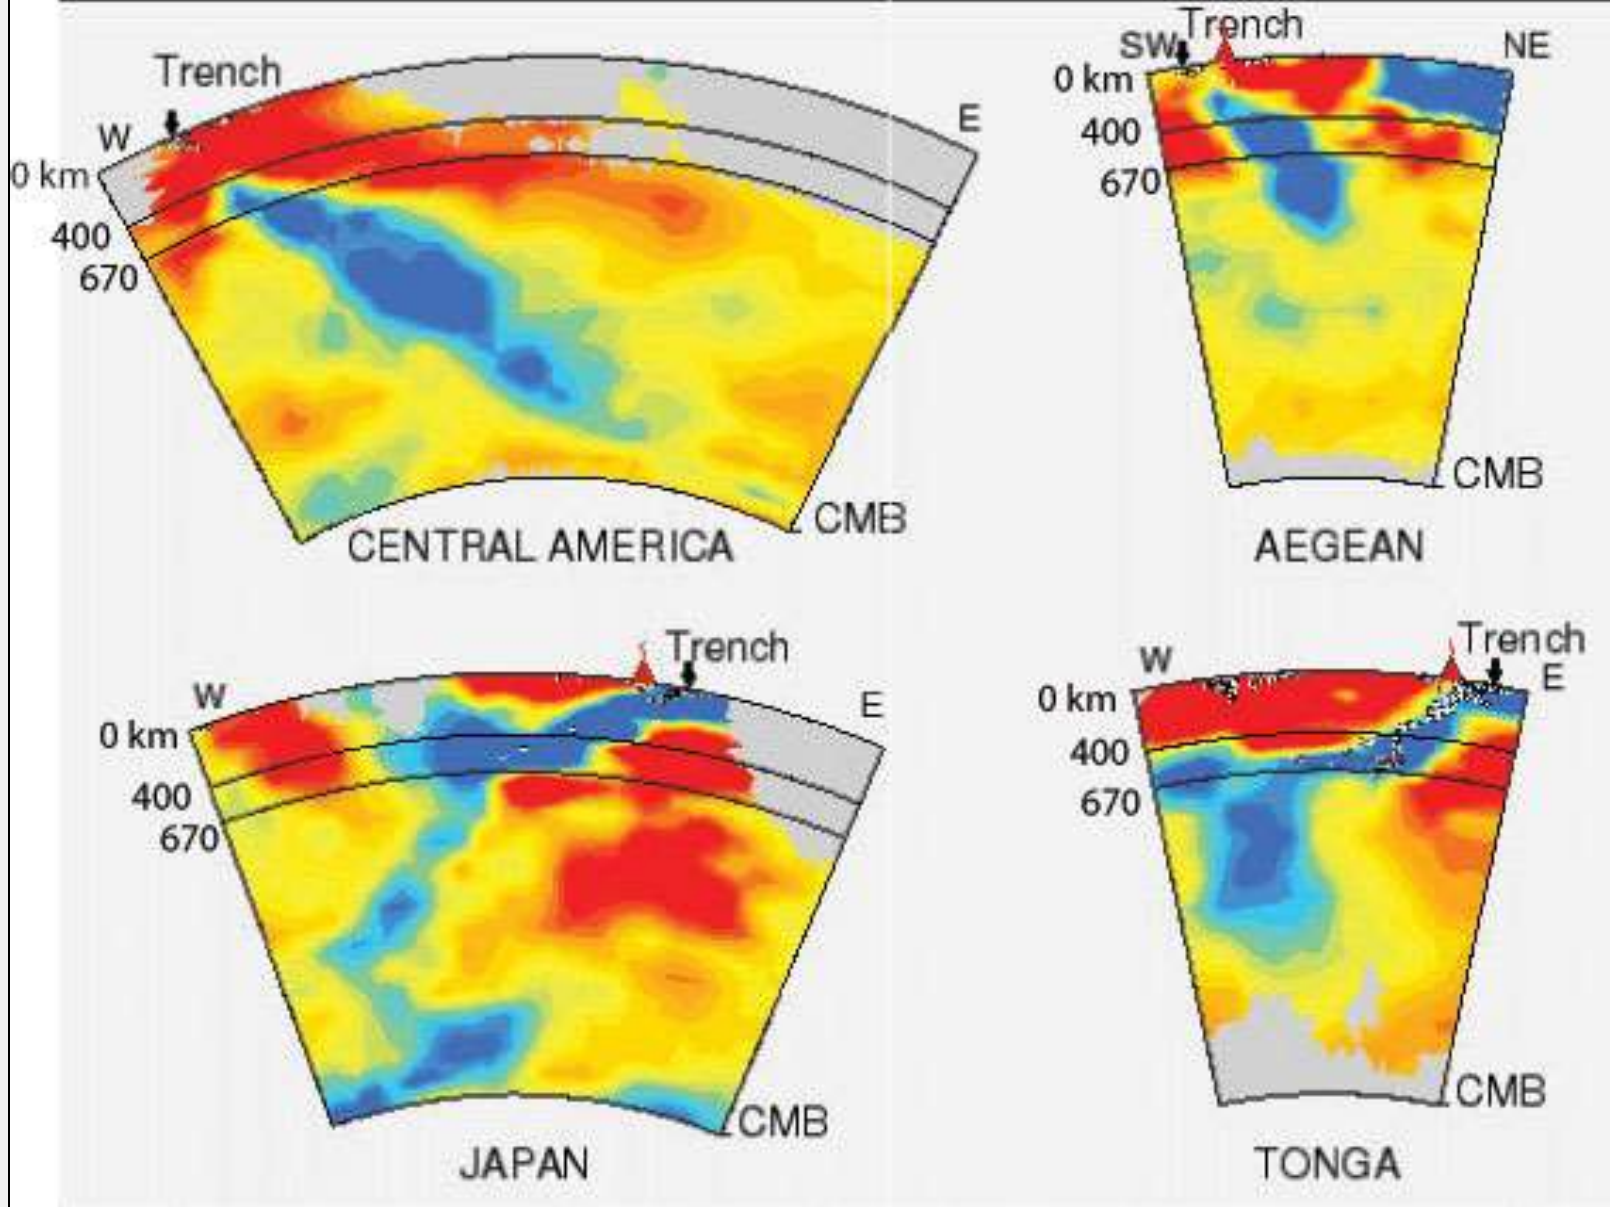 Trench
W
E
0 km
400
670
CMB
CENTRAL AMERICA
Trench
SW
NE
0 km
400
670
CMB
AEGEAN
Trench
W
E
0 km
400
670
CMB
JAPAN
Trench
W
E
0 km
400
670
CMB
TONGA